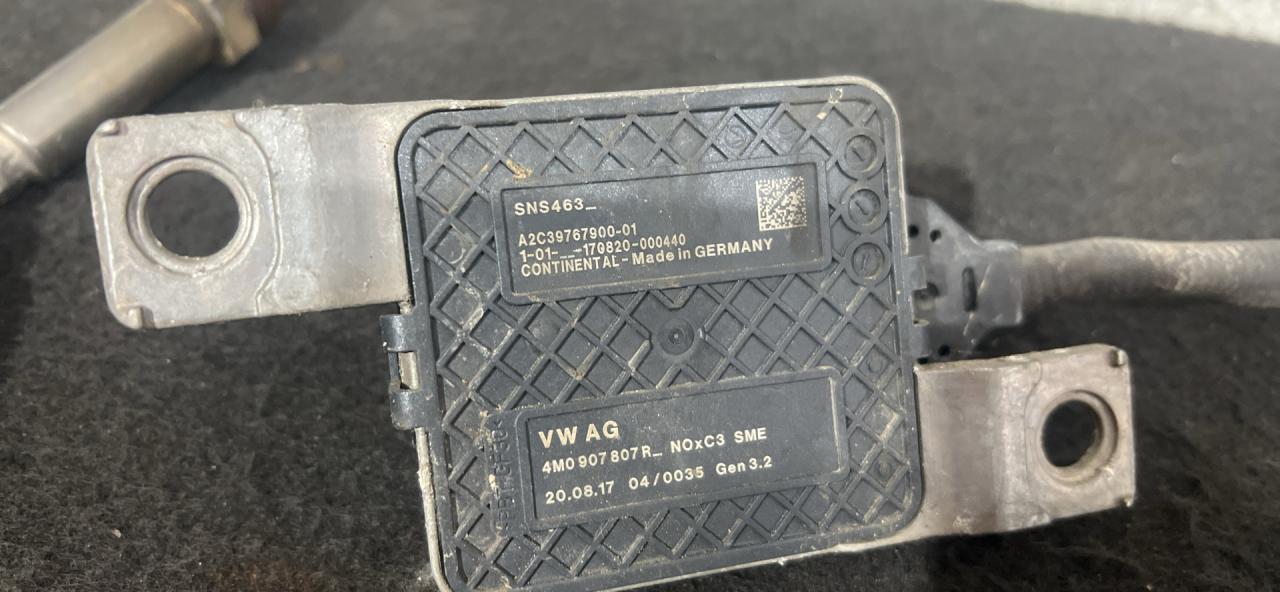 SNS463_
A2C39767900-01
1-01-__-170820-000440
CONTINENTAL - Made in GERMANY
VW AG
4M0 907 807 R_ NOxC3 SME
20.08.17 04/0035 Gen 3.2